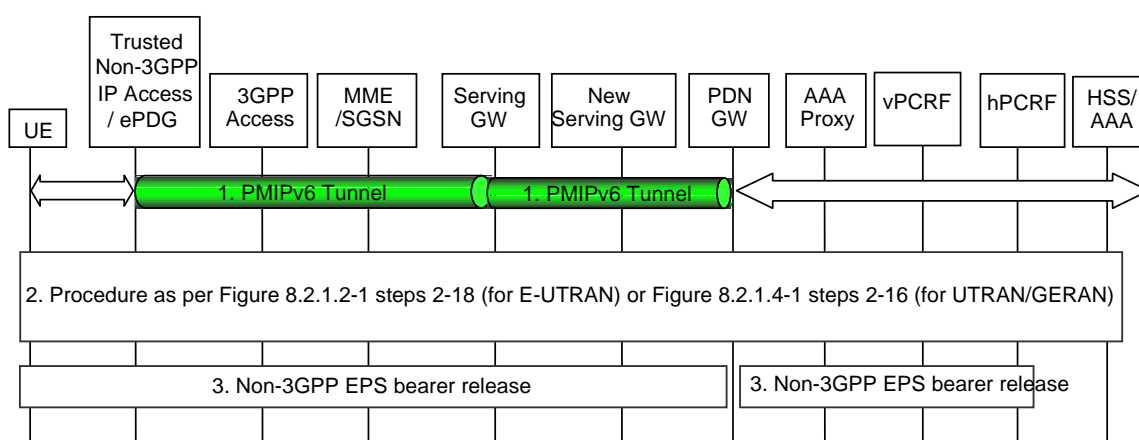 Trusted
Non-3GPP
IP Access
/ ePDG
UE
3GPP
Access
MME
/SGSN
Serving
GW
New
Serving GW
PDN
GW
AAA
Proxy
vPCRF
hPCRF
HSS/
AAA
1. PMIPv6 Tunnel
1. PMIPv6 Tunnel
2. Procedure as per Figure 8.2.1.2-1 steps 2-18 (for E-UTRAN) or Figure 8.2.1.4-1 steps 2-16 (for UTRAN/GERAN)
3. Non-3GPP EPS bearer release
3. Non-3GPP EPS bearer release